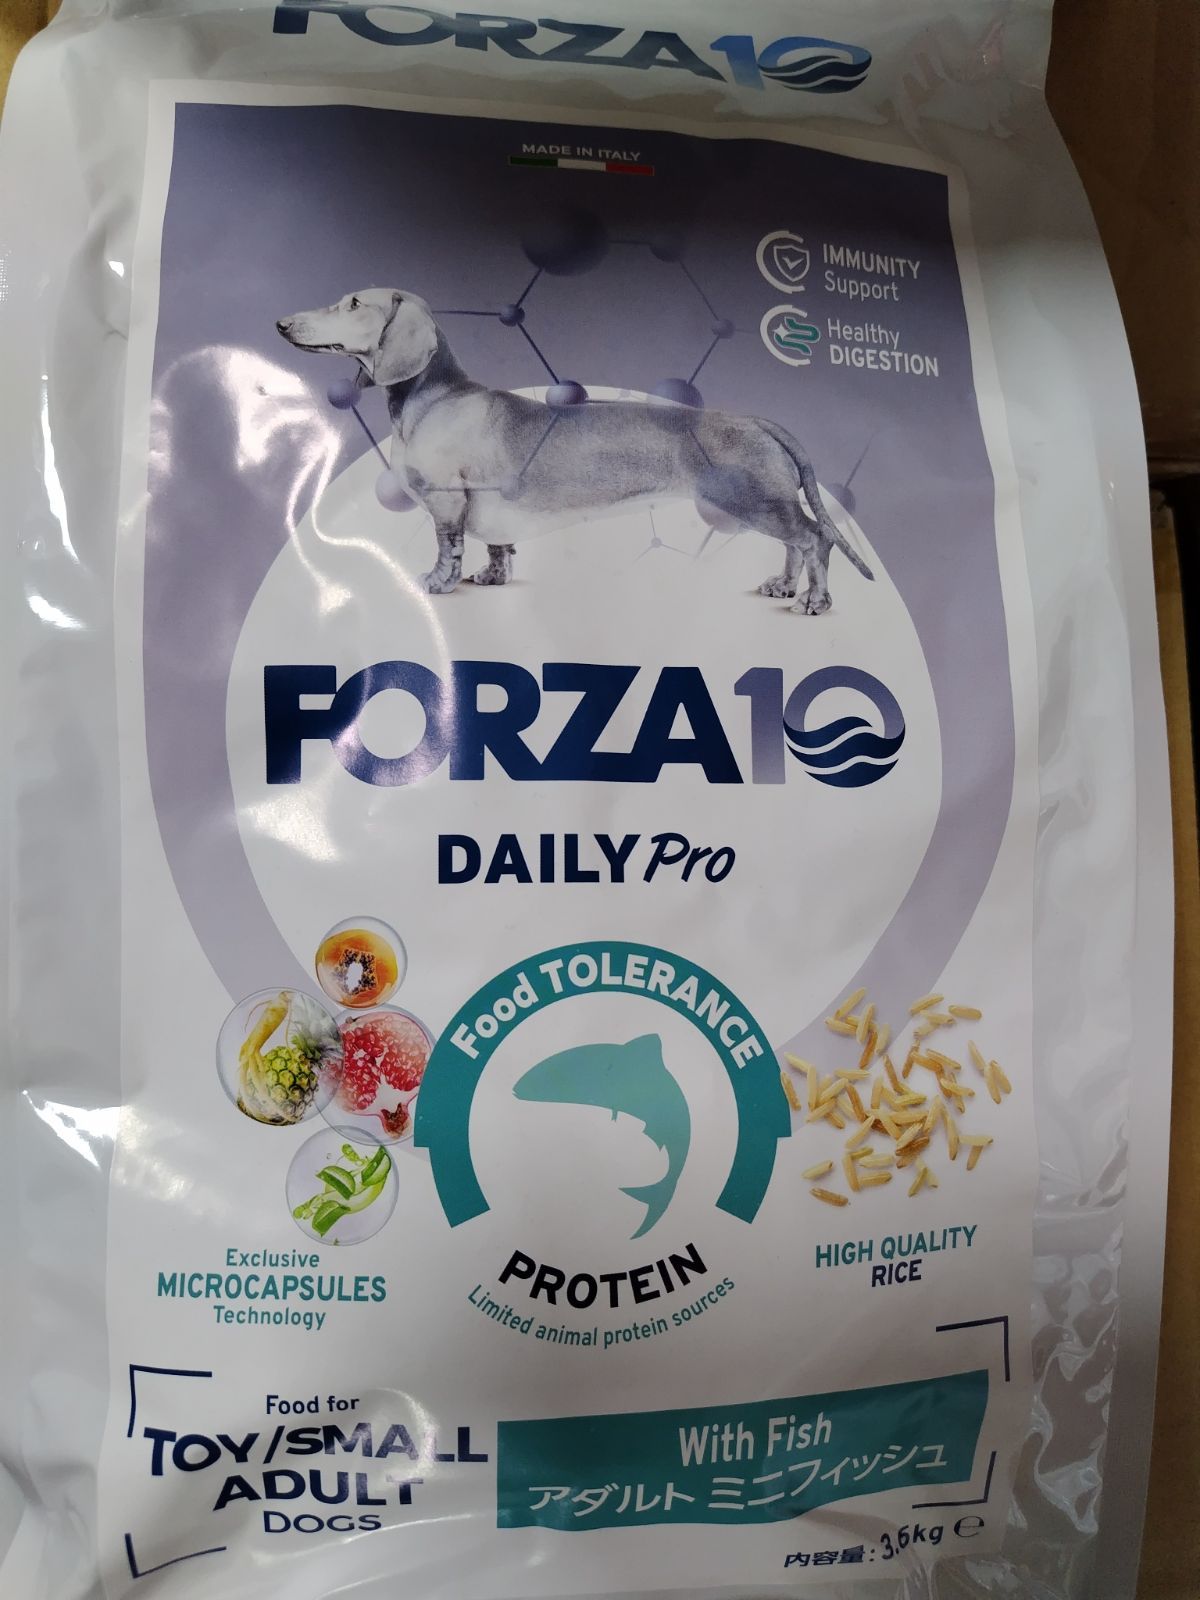 FORZA10
MADE IN ITALY
IMMUNITY
Support
Healthy
DIGESTION
FORZA10
DAILY Pro
Food TOLERANCE
PROTEIN
Limited animal protein sources
Exclusive
MICROCAPSULES
Technology
HIGH QUALITY
RICE
Food for
TOY/SMALL
ADULT
DOGS
With Fish
アダルト ミニフィッシュ
内容量:3.6kg ℮